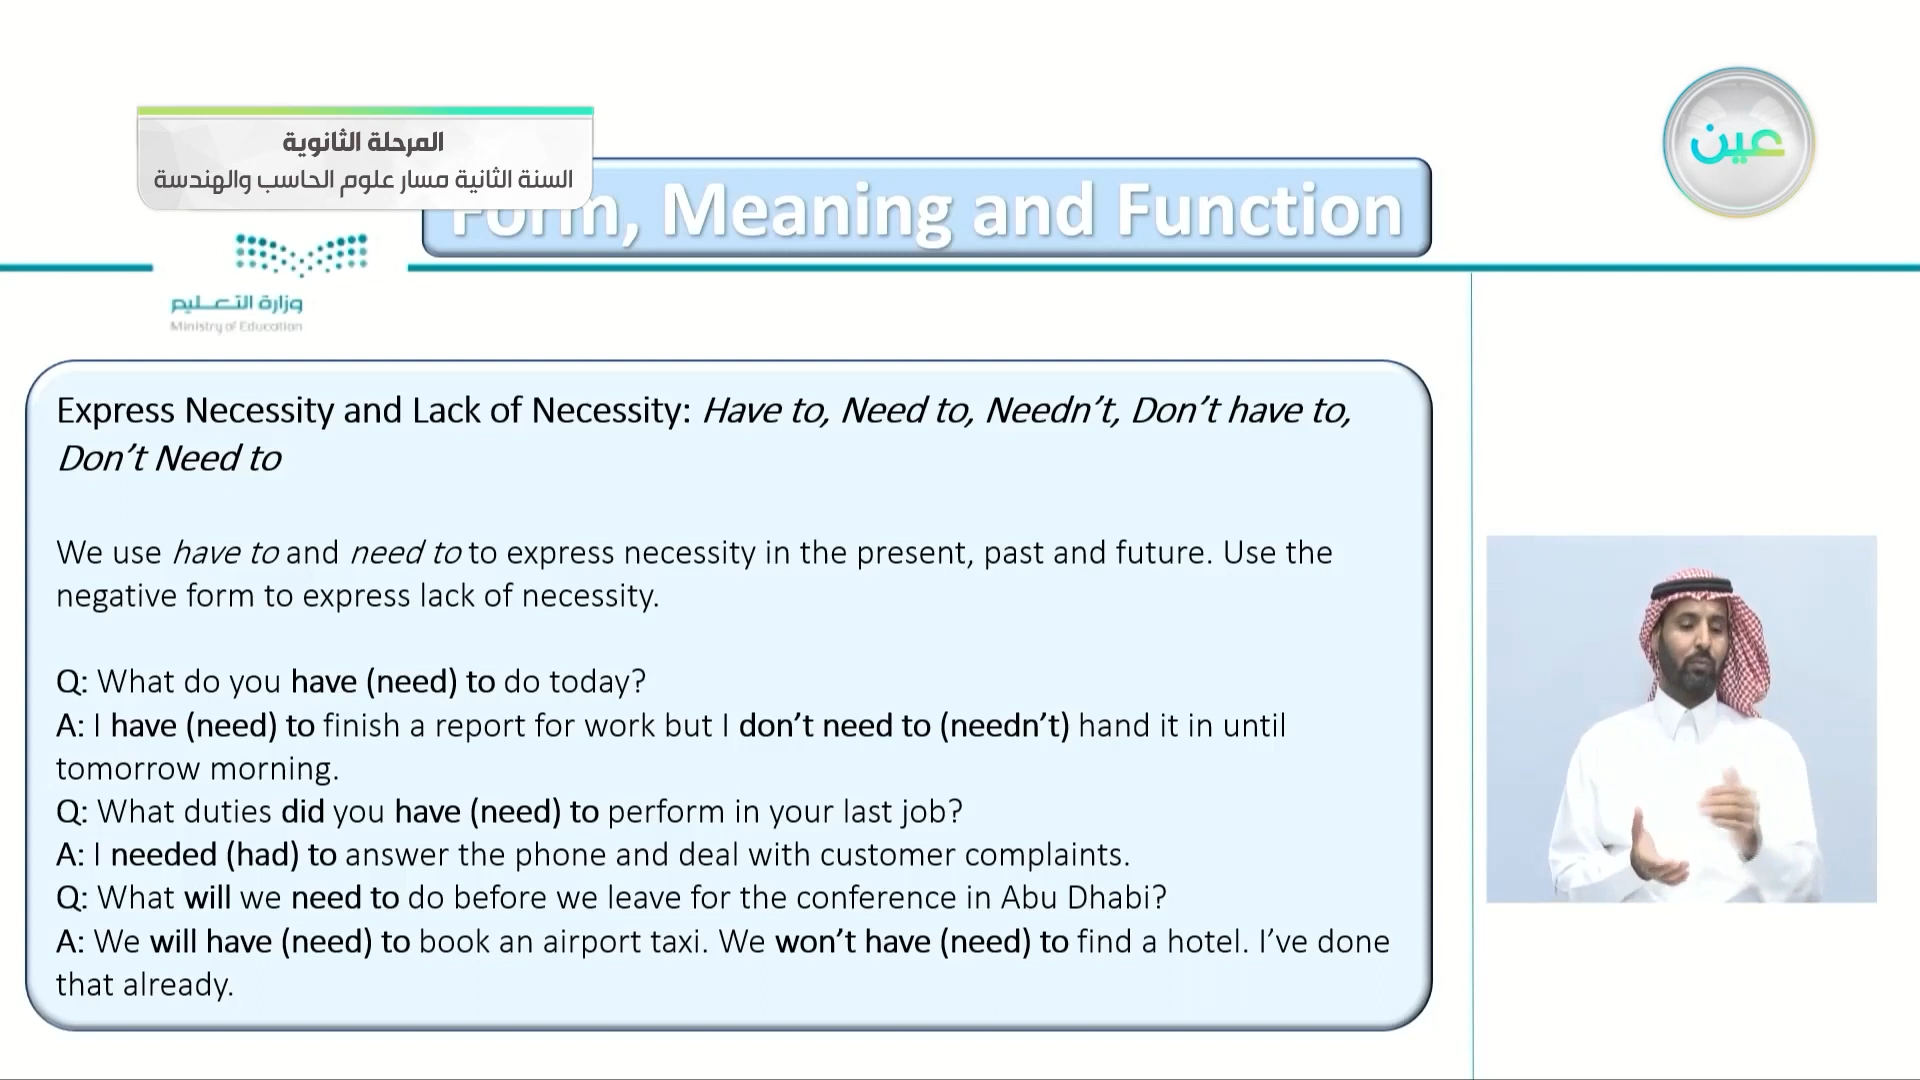 المرحلة الثانوية
السنة الثانية مسار علوم الحاسب والهندسة
عين
Form, Meaning and Function
وزارة التعليم
Ministry of Education
Express Necessity and Lack of Necessity: Have to, Need to, Needn’t, Don’t have to,
Don’t Need to
We use have to and need to to express necessity in the present, past and future. Use the
negative form to express lack of necessity.
Q: What do you have (need) to do today?
A: I have (need) to finish a report for work but I don’t need to (needn’t) hand it in until
tomorrow morning.
Q: What duties did you have (need) to perform in your last job?
A: I needed (had) to answer the phone and deal with customer complaints.
Q: What will we need to do before we leave for the conference in Abu Dhabi?
A: We will have (need) to book an airport taxi. We won’t have (need) to find a hotel. I’ve done
that already.